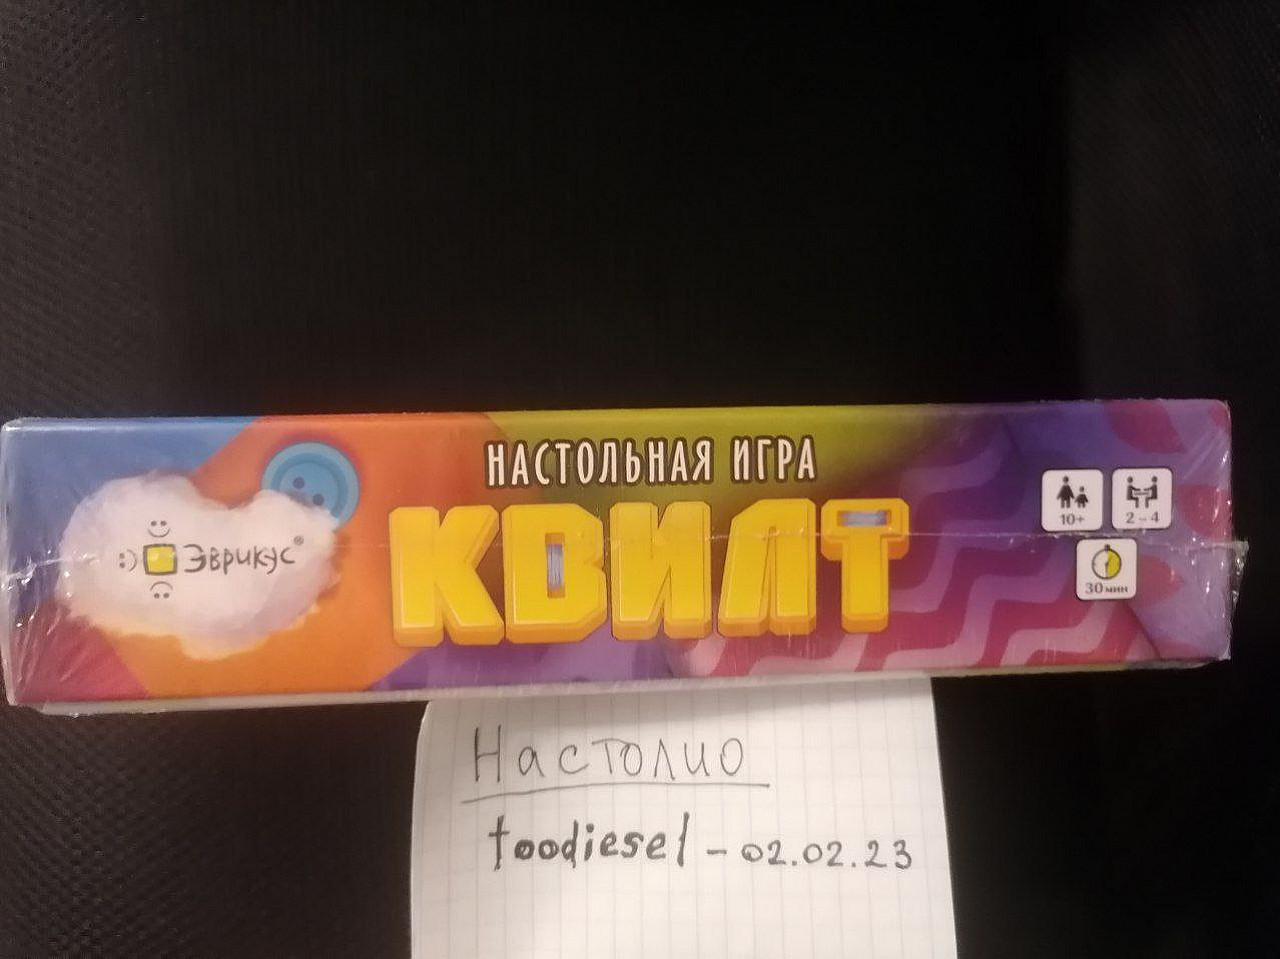 НАСТОЛЬНАЯ ИГРА
КВИЛТ
:) Эврикус®
10+
2-4
30 мин
Настолио
toodiesel - 02.02.23